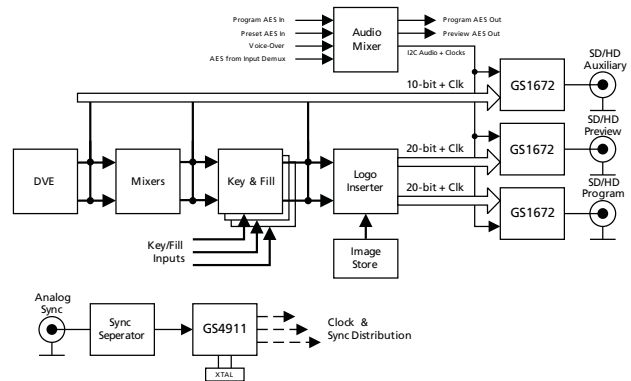 Program AES In
Preset AES In
Voice-Over
AES from Input Demux
Audio
Mixer
Program AES Out
Preview AES Out
I2C Audio + Clocks
SD/HD
Auxiliary
GS1672
10-bit + Clk
SD/HD
Preview
GS1672
20-bit + Clk
DVE
Mixers
Key & Fill
Logo
Inserter
20-bit + Clk
SD/HD
Program
GS1672
Key/Fill
Inputs
Image
Store
Analog
Sync
Sync
Seperator
GS4911
XTAL
Clock &
Sync Distribution